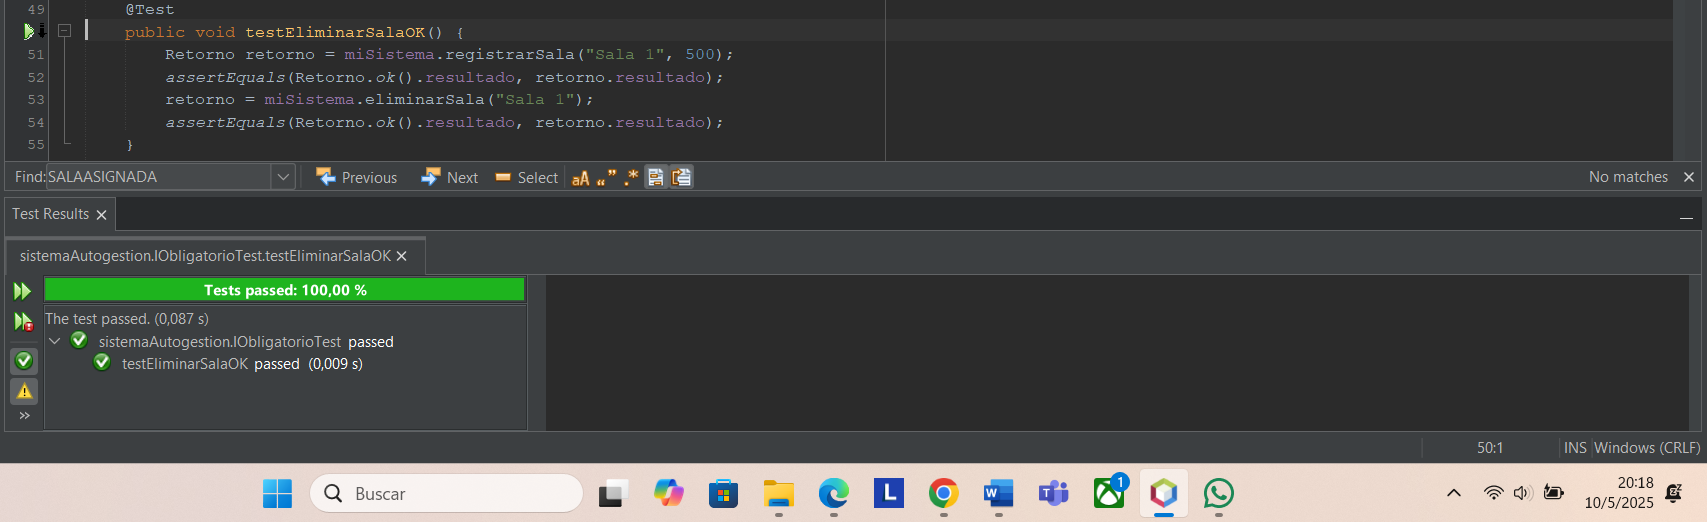 49 @Test
public void testEliminarSalaOK() {
51 Retorno retorno = miSistema.registrarSala("Sala 1", 500);
52 assertEquals(Retorno.ok().resultado, retorno.resultado);
53 retorno = miSistema.eliminarSala("Sala 1");
54 assertEquals(Retorno.ok().resultado, retorno.resultado);
55 }
Find: SALAASIGNADA Previous Next Select aA “” .* No matches
Test Results
sistemaAutogestion.IObligatorioTest.testEliminarSalaOK
Tests passed: 100,00 %
The test passed. (0,087 s)
sistemaAutogestion.IObligatorioTest passed
testEliminarSalaOK passed (0,009 s)
50:1 INS Windows (CRLF)
Buscar
1
20:18
10/5/2025